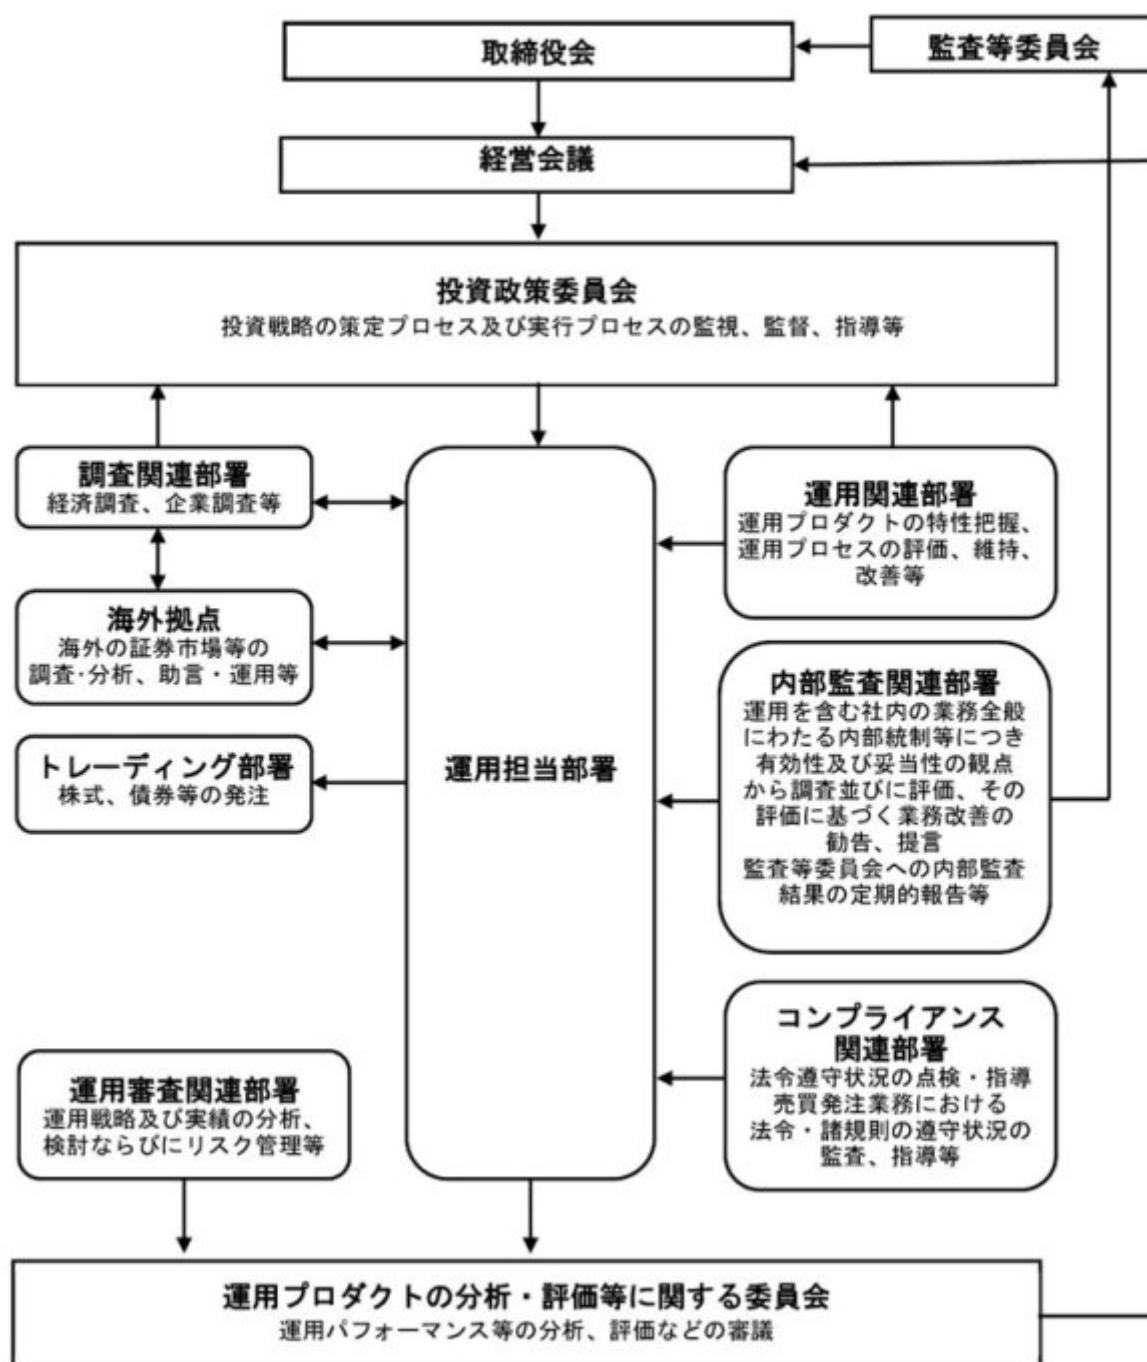 取締役会
監査等委員会
経営会議
投資政策委員会
投資戦略の策定プロセス及び実行プロセスの監視、監督、指導等
調査関連部署
経済調査、企業調査等
海外拠点
海外の証券市場等の
調査･分析、助言・運用等
トレーディング部署
株式、債券等の発注
運用担当部署
運用関連部署
運用プロダクトの特性把握、
運用プロセスの評価、維持、
改善等
内部監査関連部署
運用を含む社内の業務全般
にわたる内部統制等につき
有効性及び妥当性の観点
から調査並びに評価、その
評価に基づく業務改善の
勧告、提言
監査等委員会への内部監査
結果の定期的報告等
コンプライアンス
関連部署
法令遵守状況の点検・指導
売買発注業務における
法令・諸規則の遵守状況の
監査、指導等
運用審査関連部署
運用戦略及び実績の分析、
検討ならびにリスク管理等
運用プロダクトの分析・評価等に関する委員会
運用パフォーマンス等の分析、評価などの審議